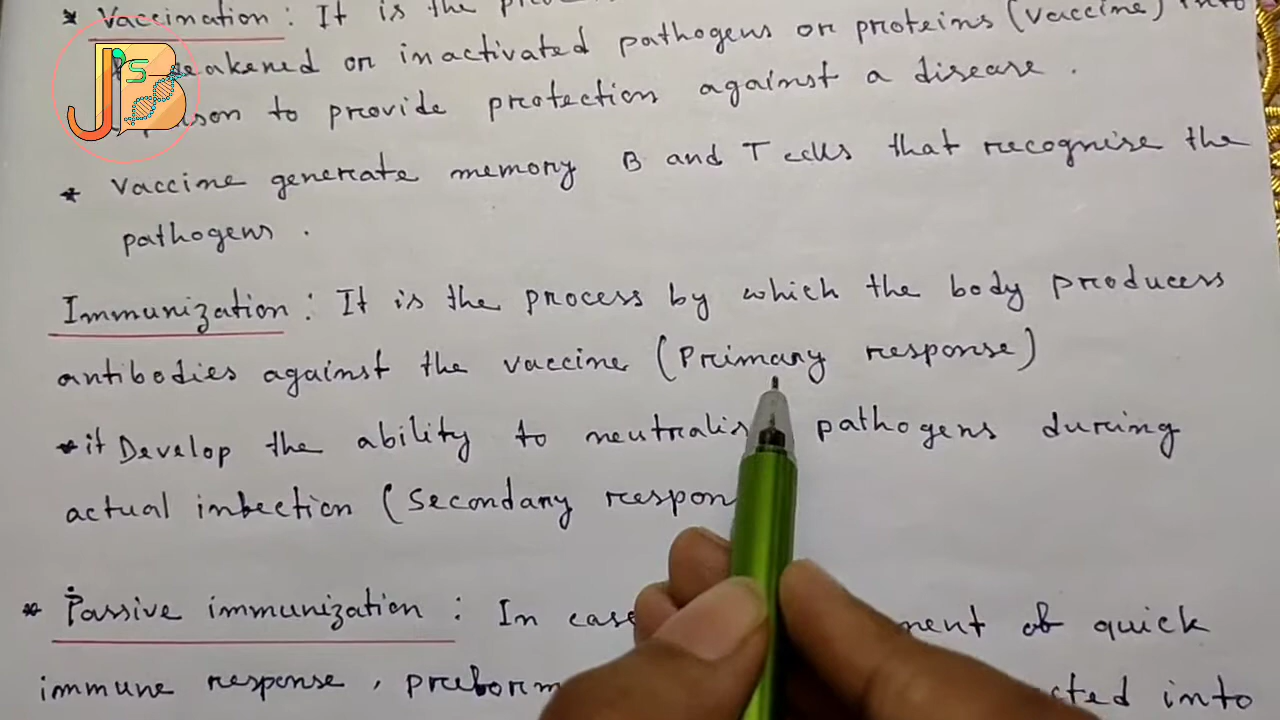 * Vaccination : It is the
weakened or inactivated pathogens or proteins (vaccine) into
to provide protection against a disease .
* Vaccine generate memory B and T cells that recognise the
pathogens .
Immunization : It is the process by which the body producers
antibodies against the vaccine (Primary response)
* it Develop the ability to neutralis pathogens during
actual infection (Secondary respon
* Passive immunization : In case ment of quick
immune response , preform cted into
JSB